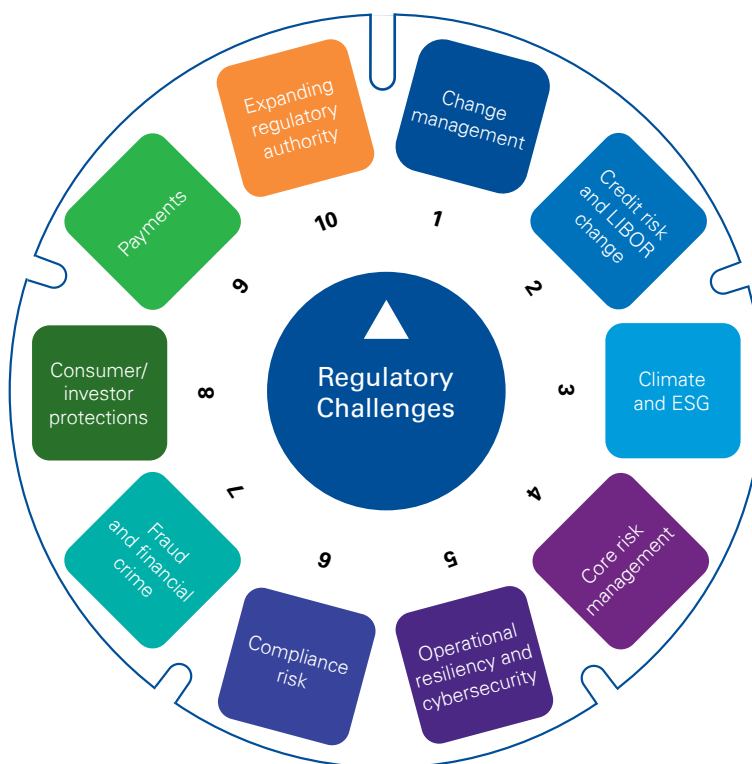 Regulatory
Challenges
1
Change
management
2
Credit risk
and LIBOR
change
3
Climate
and ESG
4
Core risk
management
5
Operational
resiliency and
cybersecurity
6
Compliance
risk
7
Fraud
and financial
crime
8
Consumer/
investor
protections
9
Payments
10
Expanding
regulatory
authority